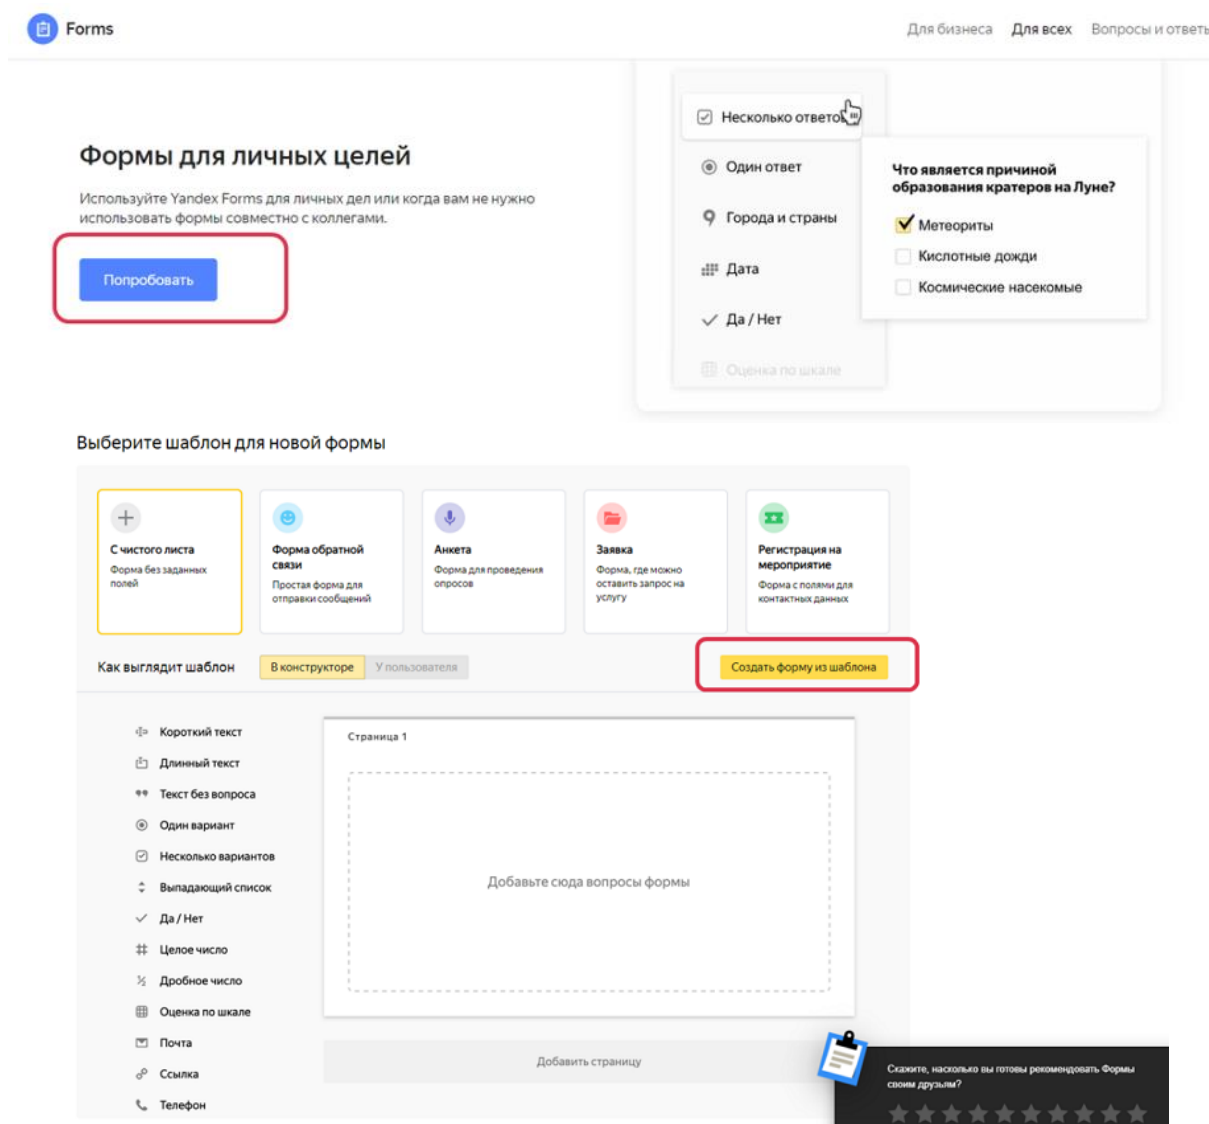 Forms
Для бизнеса Для всех Вопросы и ответы
Формы для личных целей
Используйте Yandex Forms для личных дел или когда вам не нужно
использовать формы совместно с коллегами.
Попробовать
Несколько ответов
Один ответ
Города и страны
Дата
Да / Нет
Оценка по шкале
Что является причиной
образования кратеров на Луне?
Метеориты
Кислотные дожди
Космические насекомые
Выберите шаблон для новой формы
С чистого листа
Форма без заданных
полей
Форма обратной
связи
Простая форма для
отправки сообщений
Анкета
Форма для проведения
опросов
Заявка
Форма, где можно
оставить запрос на
услугу
Регистрация на
мероприятие
Форма с полями для
контактных данных
Как выглядит шаблон
В конструкторе
У пользователя
Создать форму из шаблона
Короткий текст
Длинный текст
Текст без вопроса
Один вариант
Несколько вариантов
Выпадающий список
Да / Нет
Целое число
Дробное число
Оценка по шкале
Почта
Ссылка
Телефон
Страница 1
Добавьте сюда вопросы формы
Добавить страницу
Скажите, насколько вы готовы рекомендовать Формы
своим друзьям?